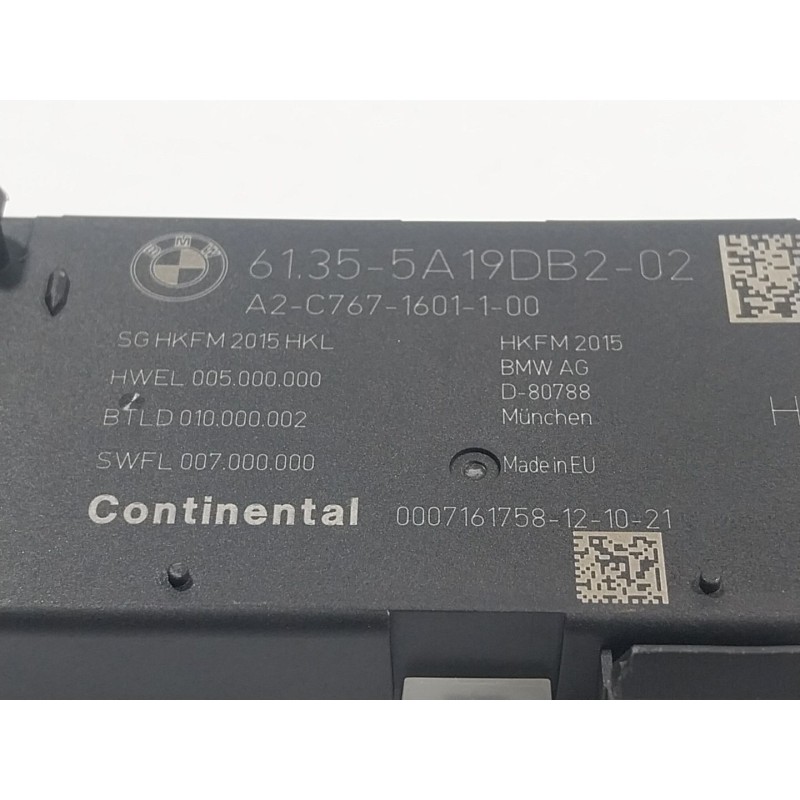 BMW 61.35-5A19DB2-02
A2-C767-1601-1-00
SG HKFM 2015 HKL
HWEL 005.000.000
BTLD 010.000.002
SWFL 007.000.000
HKFM 2015
BMW AG
D-80788
München
Made in EU
H
Continental 0007161758-12-10-21